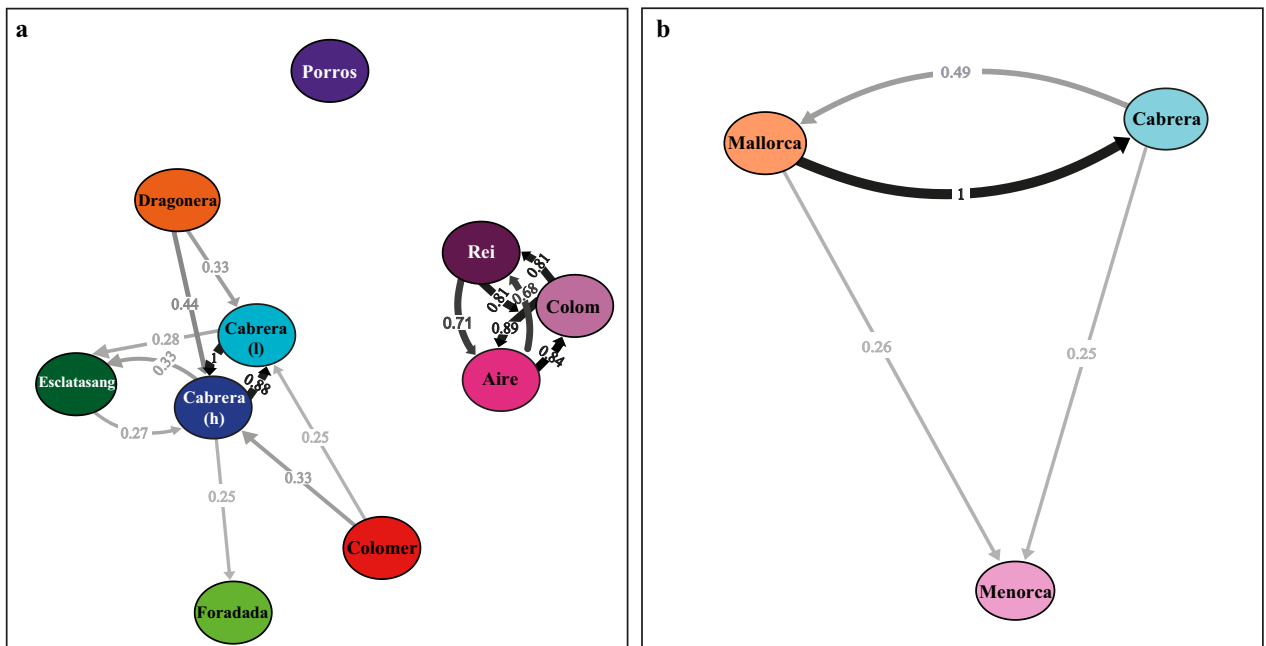 a
Porros
Dragonera
0.33
0.44
Cabrera
(l)
1
0.28
0.33
Esclatasang
Cabrera
(h)
0.88
0.27
0.25
0.25
0.33
Colomer
Foradada
Rei
0.81
0.81
0.68
Colom
0.71
0.89
0.84
Aire
b
0.49
Mallorca
Cabrera
1
0.26
0.25
Menorca